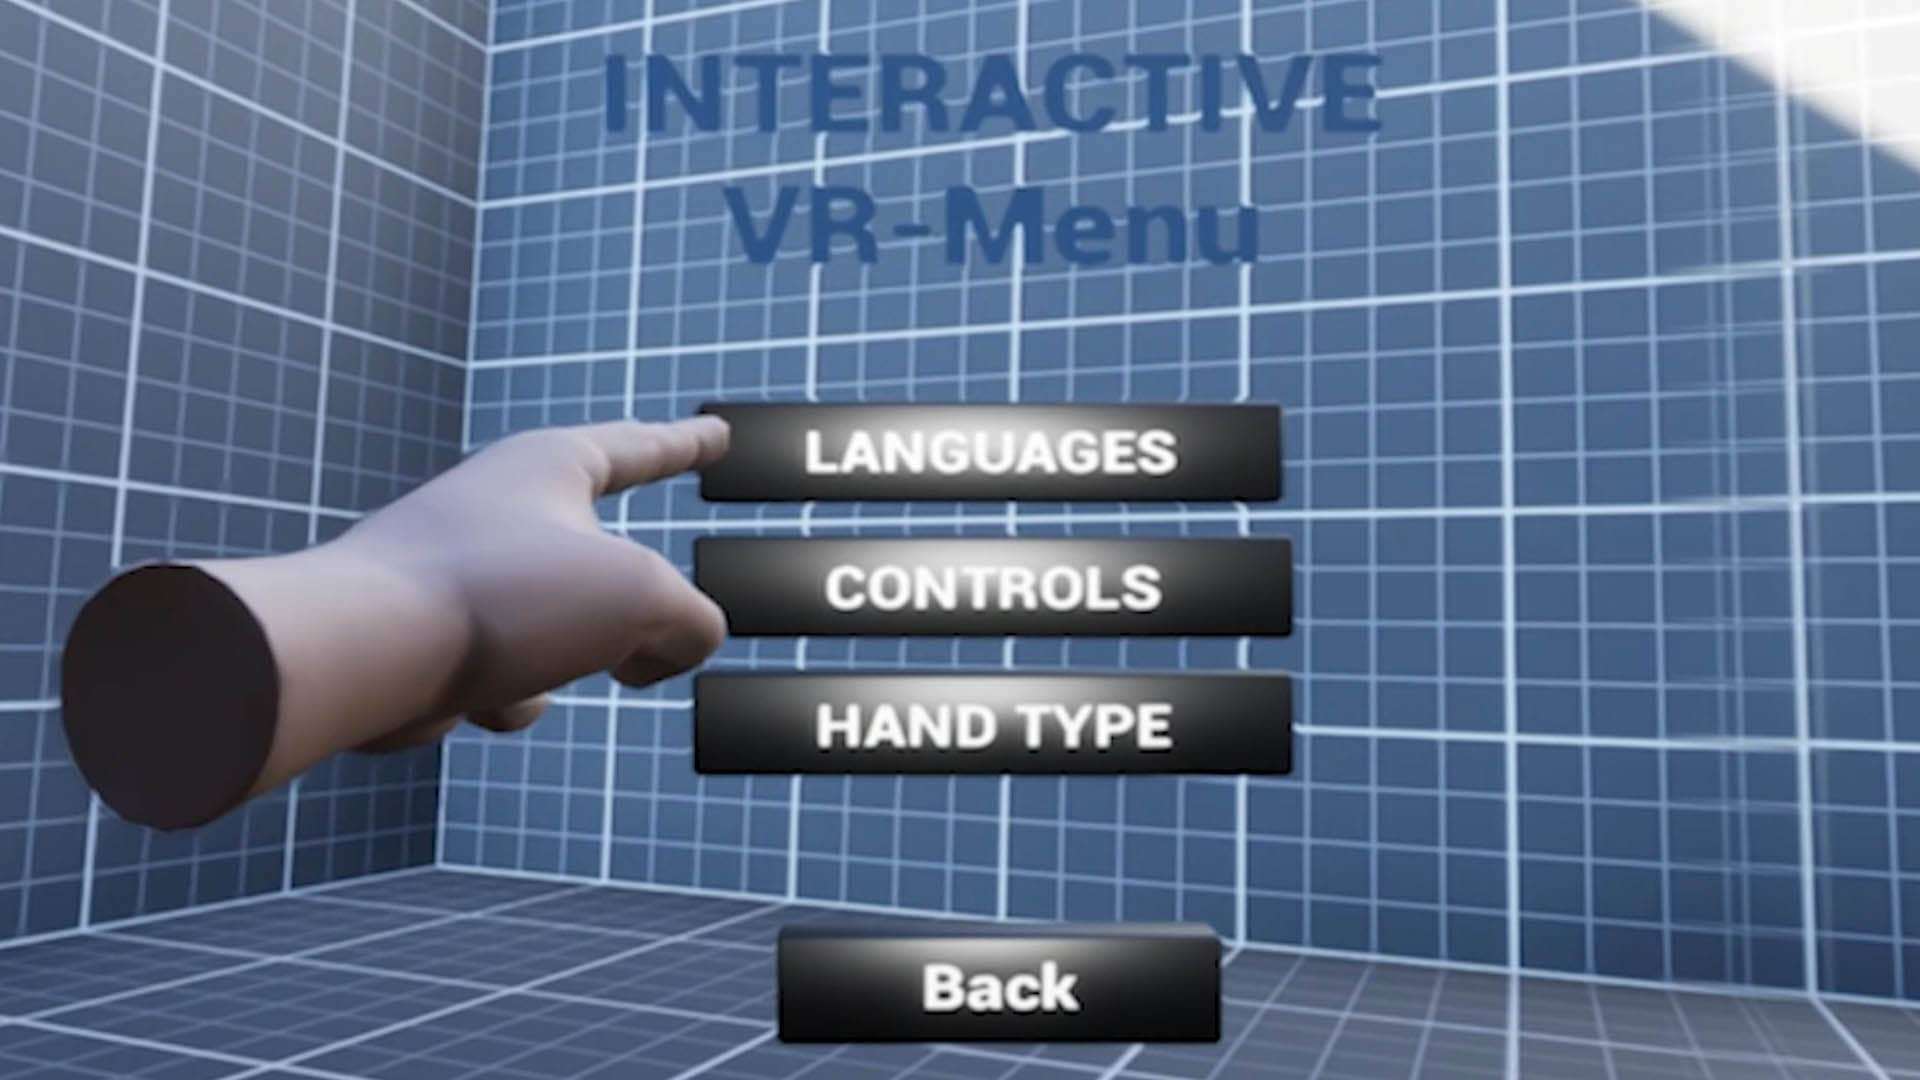 INTERACTIVE
VR-Menu
LANGUAGES
CONTROLS
HAND TYPE
Back